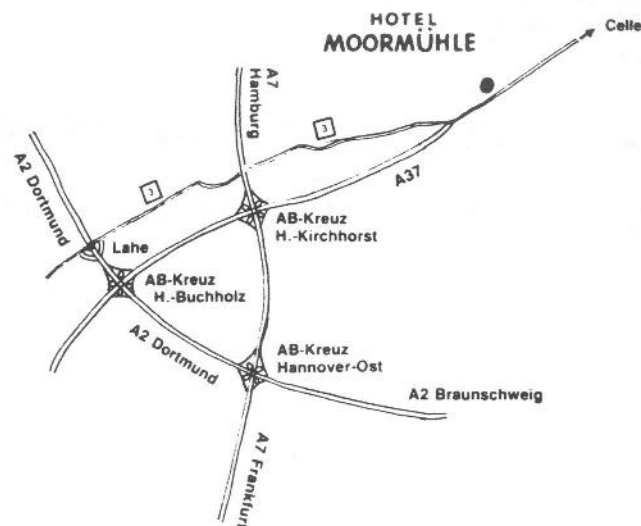 HOTEL
MOORMÜHLE
Celle
A7
Hamburg
3
A2 Dortmund
3
A37
AB-Kreuz
H.-Kirchhorst
Lahe
AB-Kreuz
H.-Buchholz
A2 Dortmund
AB-Kreuz
Hannover-Ost
A2 Braunschweig
A7 Frankfurt